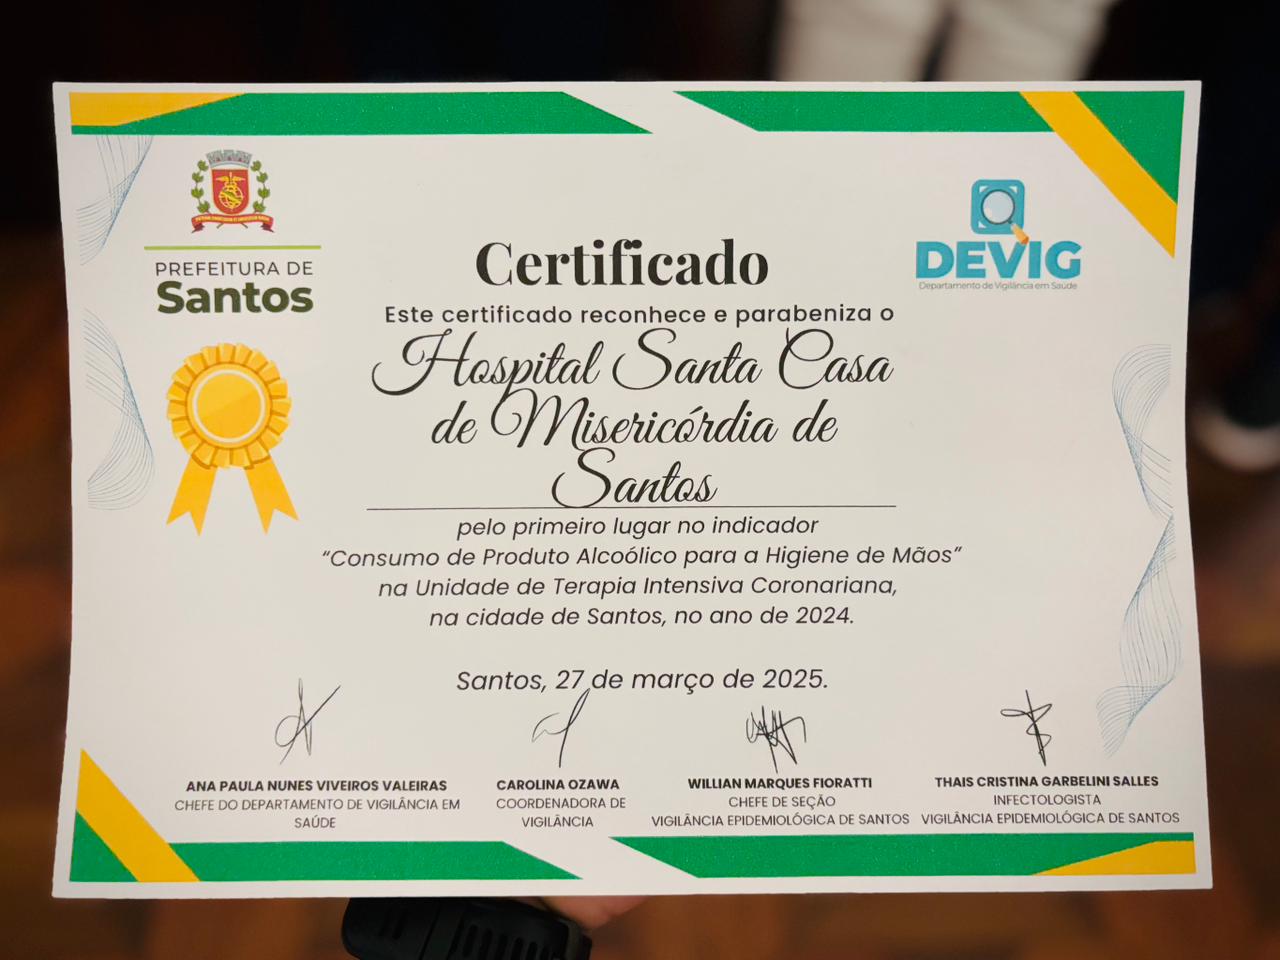 PREFEITURA DE
Santos
DEVIG
Departamento de Vigilância em Saúde
Certificado
Este certificado reconhece e parabeniza o
Hospital Santa Casa
de Misericórdia de
Santos
pelo primeiro lugar no indicador
“Consumo de Produto Alcoólico para a Higiene de Mãos”
na Unidade de Terapia Intensiva Coronariana,
na cidade de Santos, no ano de 2024.
Santos, 27 de março de 2025.
ANA PAULA NUNES VIVEIROS VALEIRAS
CHEFE DO DEPARTAMENTO DE VIGILÂNCIA EM
SAÚDE
CAROLINA OZAWA
COORDENADORA DE
VIGILÂNCIA
WILLIAN MARQUES FIORATTI
CHEFE DE SEÇÃO
VIGILÂNCIA EPIDEMIOLÓGICA DE SANTOS
THAIS CRISTINA GARBELINI SALLES
INFECTOLOGISTA
VIGILÂNCIA EPIDEMIOLÓGICA DE SANTOS